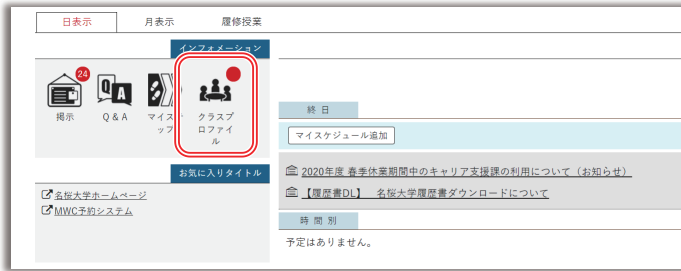 日表示
月表示
履修授業
インフォメーション
24
掲示
Q & A
マイステ
ップ
クラスプ
ロファイ
ル
お気に入りタイトル
名桜大学ホームページ
MWC予約システム
終 日
マイスケジュール追加
2020年度 春季休業期間中のキャリア支援課の利用について（お知らせ）
【履歴書DL】 名桜大学履歴書ダウンロードについて
時 間 別
予定はありません。